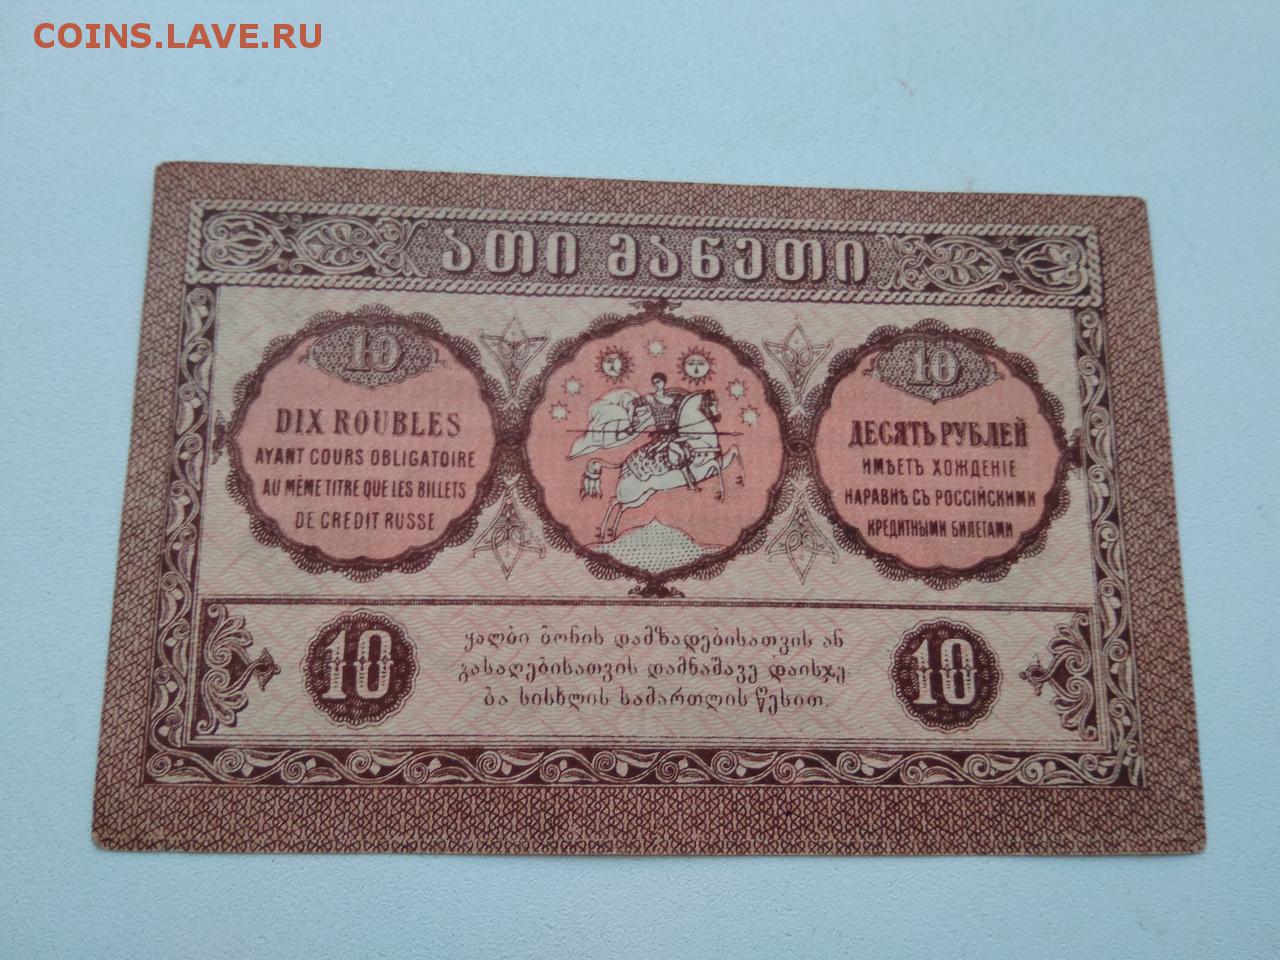 COINS.LAVE.RU
ათი მანეთი
10
DIX ROUBLES
AYANT COURS OBLIGATOIRE
AU MÊME TITRE QUE LES BILLETS
DE CREDIT RUSSE
10
ДЕСЯТЬ РУБЛЕЙ
ИМѢЕТЪ ХОЖДЕНІЕ
НАРАВНѢ СЪ РОССІЙСКИМИ
КРЕДИТНЫМИ БИЛЕТАМИ
10
ყალბი ბონის დამზადებისათვის ან
გასაღებისათვის დამნაშავე დაისჯე
ბა სისხლის სამართლის წესით.
10